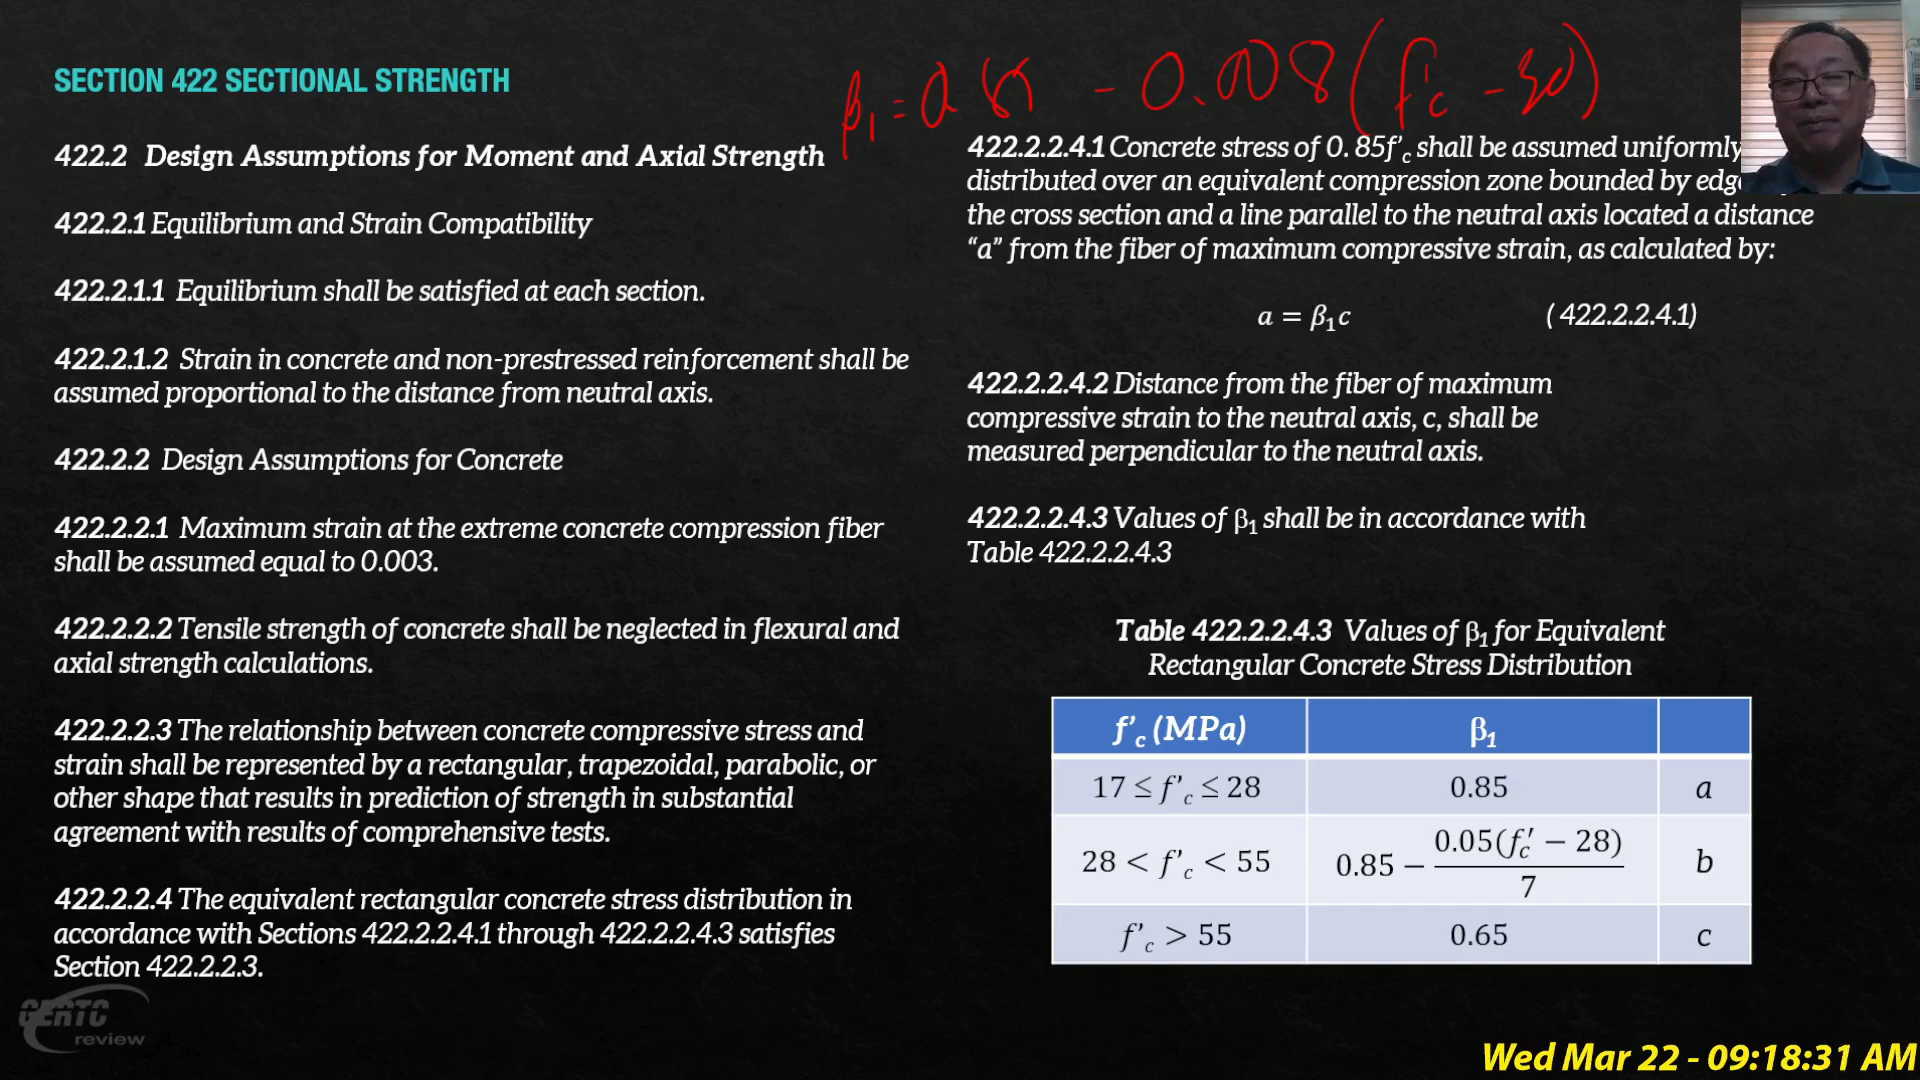 SECTION 422 SECTIONAL STRENGTH
422.2 Design Assumptions for Moment and Axial Strength
422.2.1 Equilibrium and Strain Compatibility
422.2.1.1 Equilibrium shall be satisfied at each section.
422.2.1.2 Strain in concrete and non-prestressed reinforcement shall be
assumed proportional to the distance from neutral axis.
422.2.2 Design Assumptions for Concrete
422.2.2.1 Maximum strain at the extreme concrete compression fiber
shall be assumed equal to 0.003.
422.2.2.2 Tensile strength of concrete shall be neglected in flexural and
axial strength calculations.
422.2.2.3 The relationship between concrete compressive stress and
strain shall be represented by a rectangular, trapezoidal, parabolic, or
other shape that results in prediction of strength in substantial
agreement with results of comprehensive tests.
422.2.2.4 The equivalent rectangular concrete stress distribution in
accordance with Sections 422.2.2.4.1 through 422.2.2.4.3 satisfies
Section 422.2.2.3.
β₁ = 0.85 - 0.008 (f'c - 30)
422.2.2.4.1 Concrete stress of 0. 85f'c shall be assumed uniformly
distributed over an equivalent compression zone bounded by
the cross section and a line parallel to the neutral axis located a distance
“a” from the fiber of maximum compressive strain, as calculated by:
a = β₁c ( 422.2.2.4.1)
422.2.2.4.2 Distance from the fiber of maximum
compressive strain to the neutral axis, c, shall be
measured perpendicular to the neutral axis.
422.2.2.4.3 Values of β₁ shall be in accordance with
Table 422.2.2.4.3
Table 422.2.2.4.3 Values of β₁ for Equivalent
Rectangular Concrete Stress Distribution
f'c (MPa) β₁
17 ≤ f'c ≤ 28 0.85 a
28 < f'c < 55 0.85 − 0.05(f'c − 28)/7 b
f'c > 55 0.65 c
GERTC
review
Wed Mar 22 - 09:18:31 AM